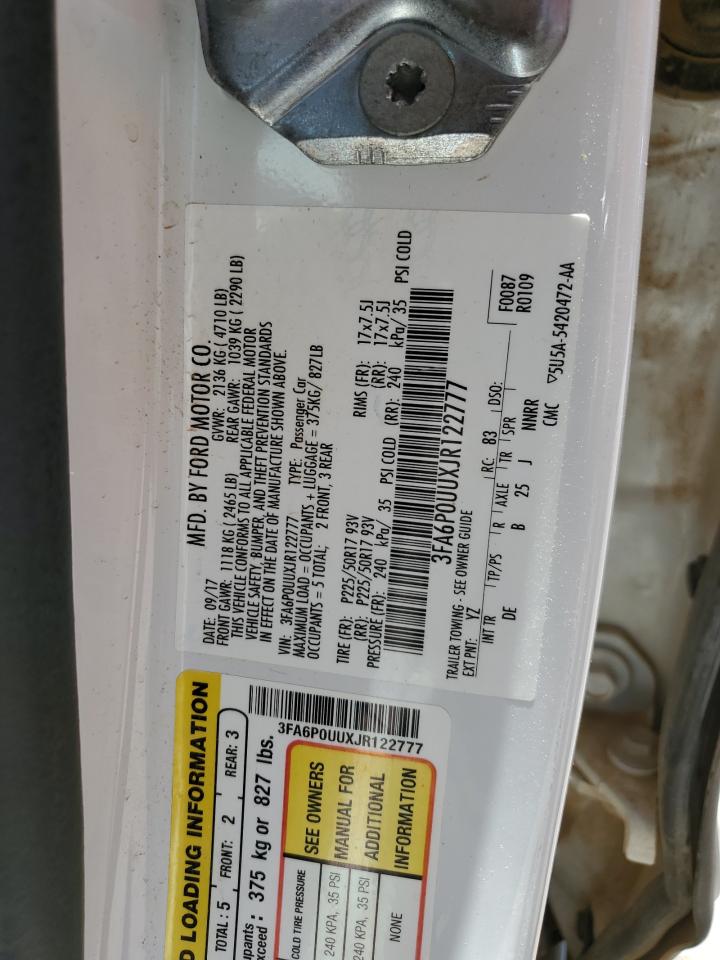 MFD. BY FORD MOTOR CO.
DATE: 09/17 GVWR: 2136 KG ( 4710 LB)
FRONT GAWR: 1118 KG ( 2465 LB) REAR GAWR: 1039 KG ( 2290 LB)
THIS VEHICLE CONFORMS TO ALL APPLICABLE FEDERAL MOTOR
VEHICLE SAFETY, BUMPER, AND THEFT PREVENTION STANDARDS
IN EFFECT ON THE DATE OF MANUFACTURE SHOWN ABOVE.
VIN: 3FA6P0UUXJR122777 TYPE: Passenger Car
MAXIMUM LOAD = OCCUPANTS + LUGGAGE = 375KG/ 827LB
OCCUPANTS = 5 TOTAL; 2 FRONT, 3 REAR
TIRE (FR): P225/50R17 93V RIMS (FR): 17x7.5J
(RR): P225/50R17 93V (RR): 17x7.5J
PRESSURE (FR): 240 kPa/ 35 PSI COLD (RR): 240 kPa/ 35 PSI COLD
3FA6P0UUXJR122777
TRAILER TOWING - SEE OWNER GUIDE
EXT PNT: YZ RC: 83 DSO:
INT TR TP/PS R AXLE TR SPR
DE B 25 J NNRR
F0087
R0109
CMC ▽5U5A-5420472-AA
D LOADING INFORMATION
TOTAL : 5 FRONT: 2 REAR: 3
upants
exceed : 375 kg or 827 lbs.
3FA6P0UUXJR122777
COLD TIRE PRESSURE
240 KPA, 35 PSI
240 KPA, 35 PSI
NONE
SEE OWNERS
MANUAL FOR
ADDITIONAL
INFORMATION